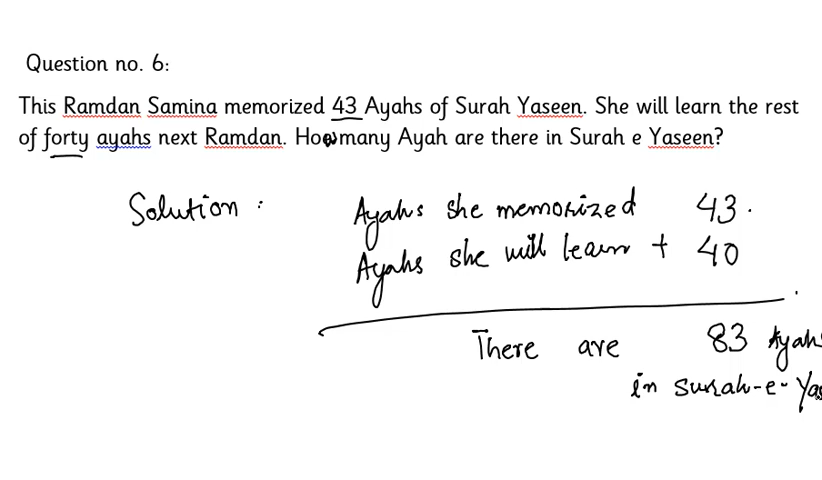 Question no. 6:
This Ramdan Samina memorized 43 Ayahs of Surah Yaseen. She will learn the rest
of forty ayahs next Ramdan. How many Ayah are there in Surah e Yaseen?
Solution : Ayahs she memorized 43.
Ayahs she will learn + 40
There are 83 Ayahs
in Surah-e-Yas